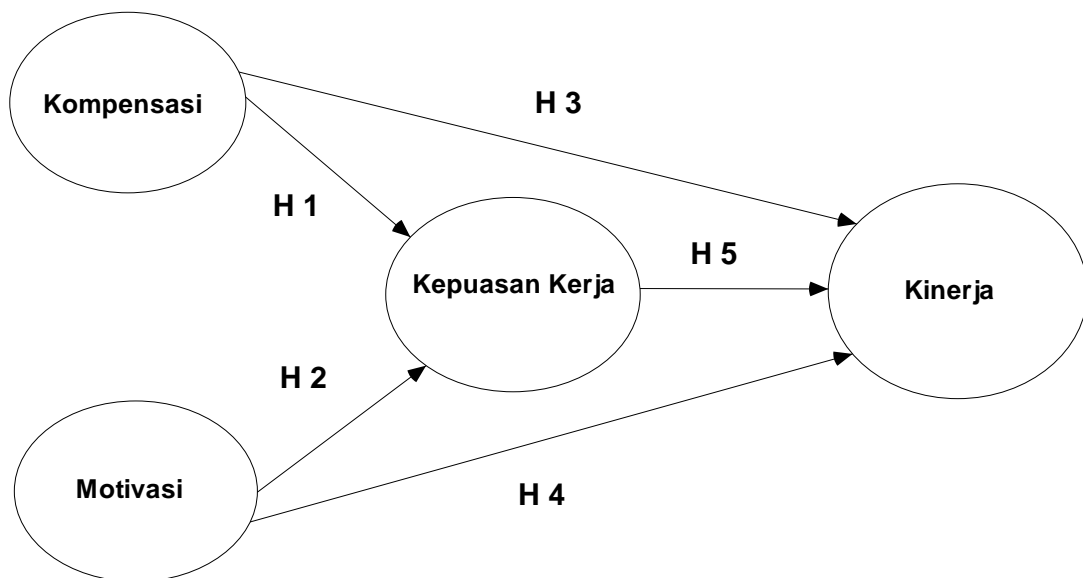 Kompensasi
H 3
H 1
H 5
Kepuasan Kerja
Kinerja
H 2
Motivasi
H 4